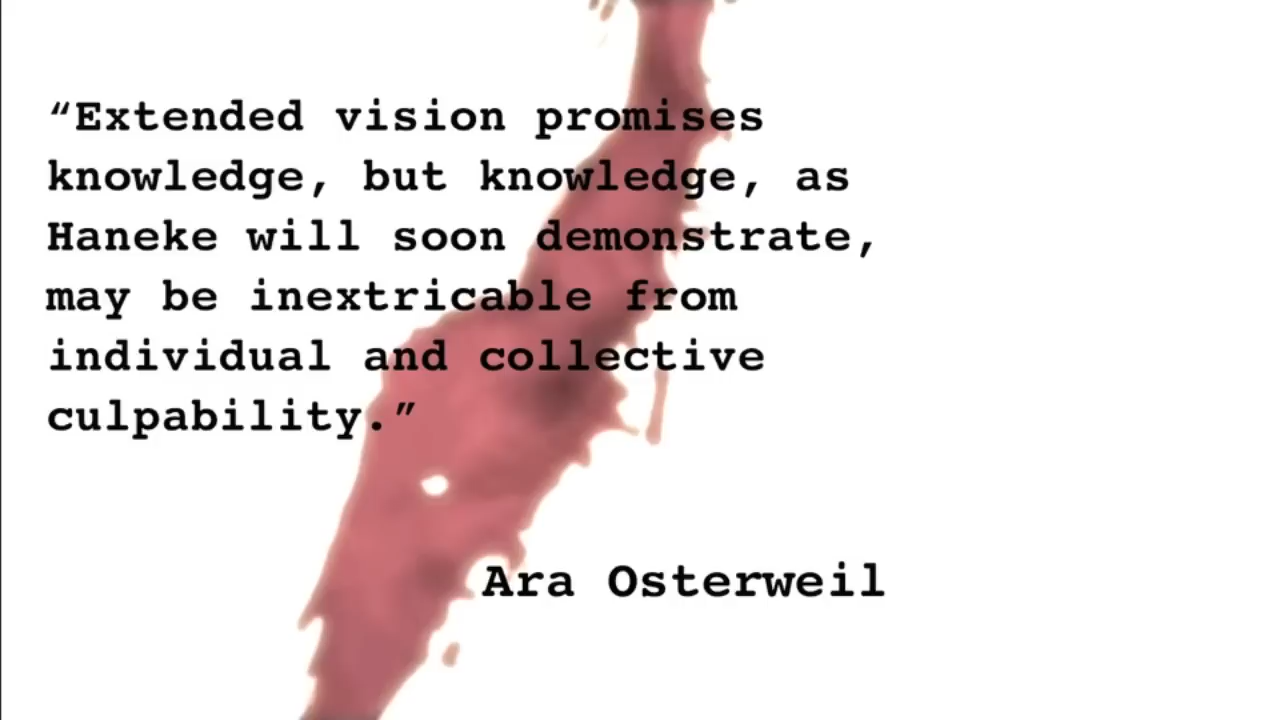 “Extended vision promises
knowledge, but knowledge, as
Haneke will soon demonstrate,
may be inextricable from
individual and collective
culpability.”
Ara Osterweil